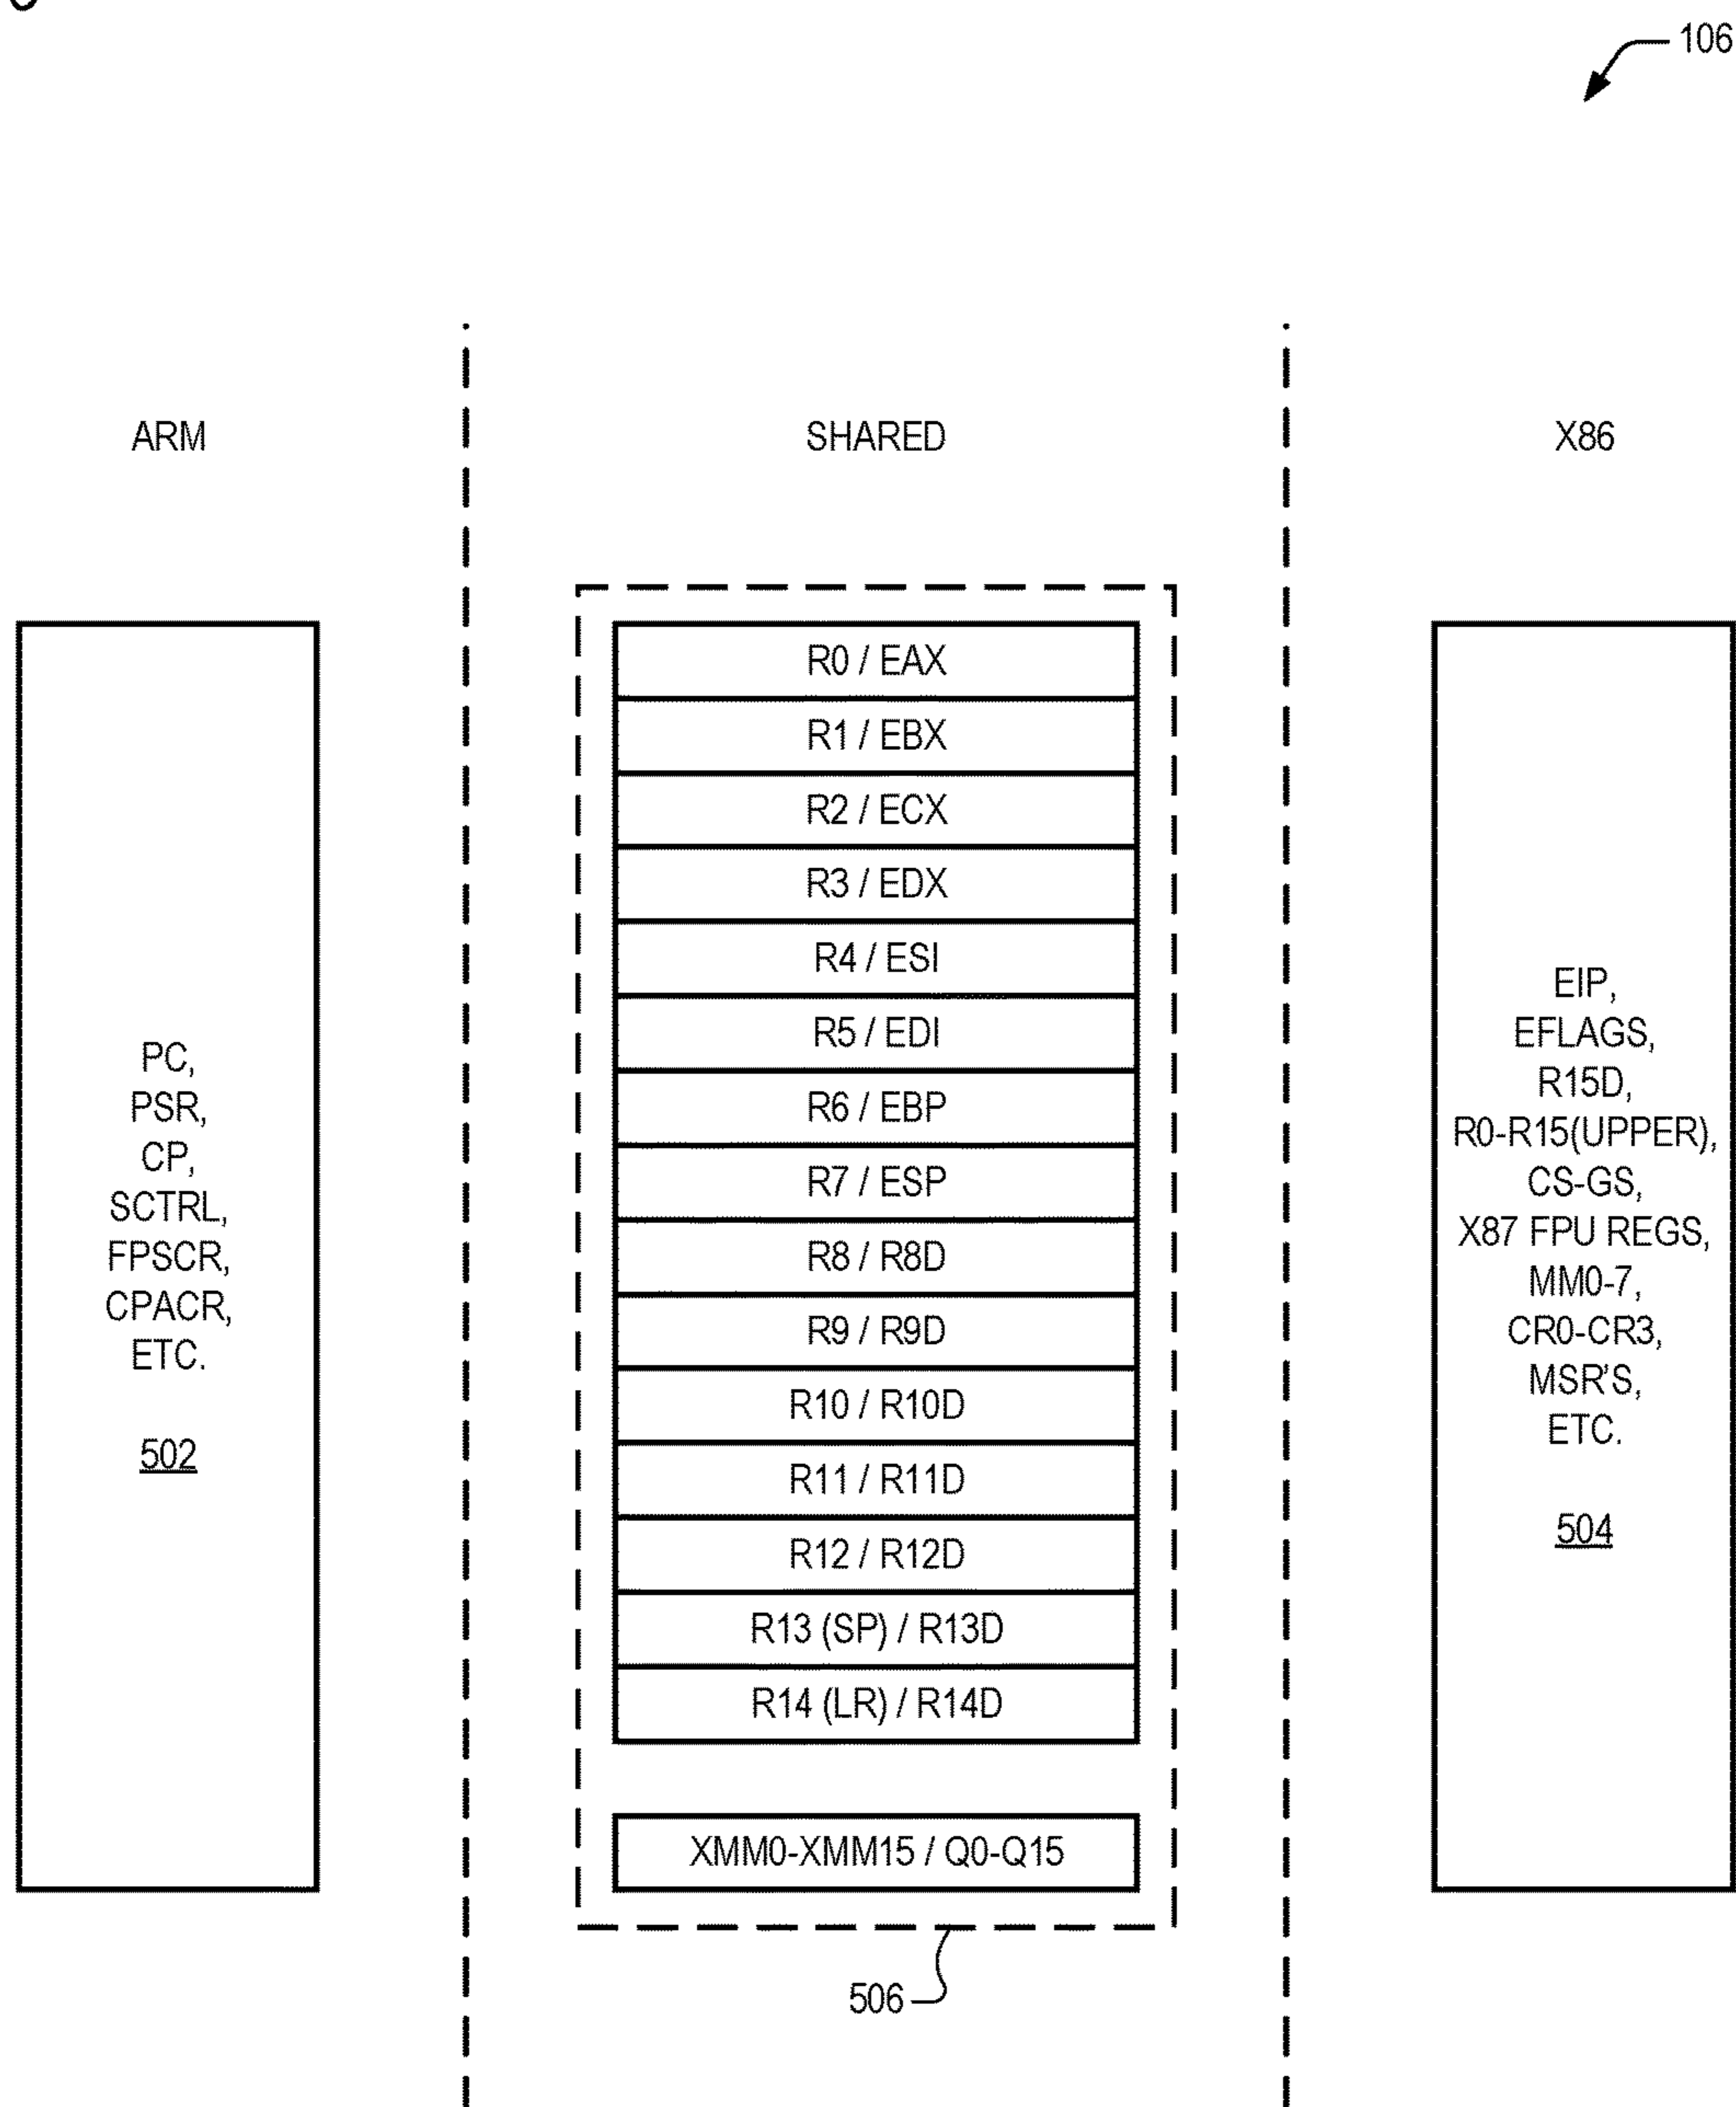 106
ARM
SHARED
X86
R0 / EAX
R1 / EBX
R2 / ECX
R3 / EDX
R4 / ESI
R5 / EDI
R6 / EBP
R7 / ESP
R8 / R8D
R9 / R9D
R10 / R10D
R11 / R11D
R12 / R12D
R13 (SP) / R13D
R14 (LR) / R14D
XMM0-XMM15 / Q0-Q15
506
PC,
PSR,
CP,
SCTRL,
FPSCR,
CPACR,
ETC.
502
EIP,
EFLAGS,
R15D,
R0-R15(UPPER),
CS-GS,
X87 FPU REGS,
MM0-7,
CR0-CR3,
MSR'S,
ETC.
504